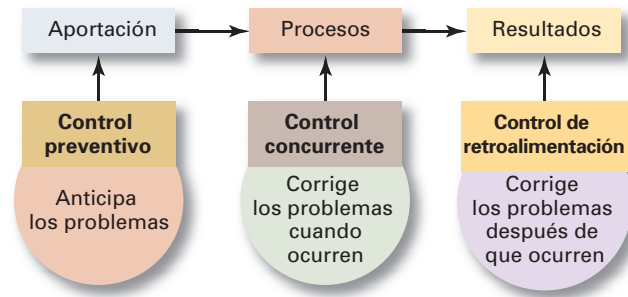 Aportación
Procesos
Resultados
Control
preventivo
Anticipa
los problemas
Control
concurrente
Corrige
los problemas
cuando
ocurren
Control de
retroalimentación
Corrige
los problemas
después de
que ocurren